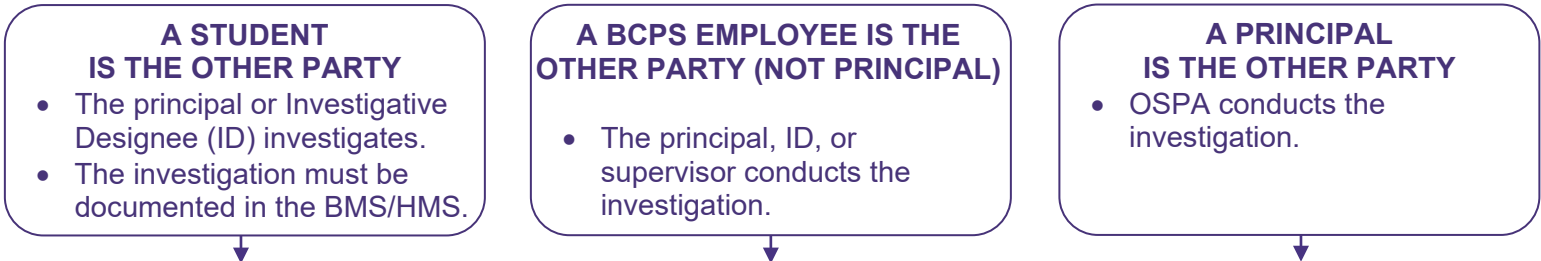 A STUDENT
IS THE OTHER PARTY
• The principal or Investigative
Designee (ID) investigates.
• The investigation must be
documented in the BMS/HMS.
A BCPS EMPLOYEE IS THE
OTHER PARTY (NOT PRINCIPAL)
• The principal, ID, or
supervisor conducts the
investigation.
A PRINCIPAL
IS THE OTHER PARTY
• OSPA conducts the
investigation.